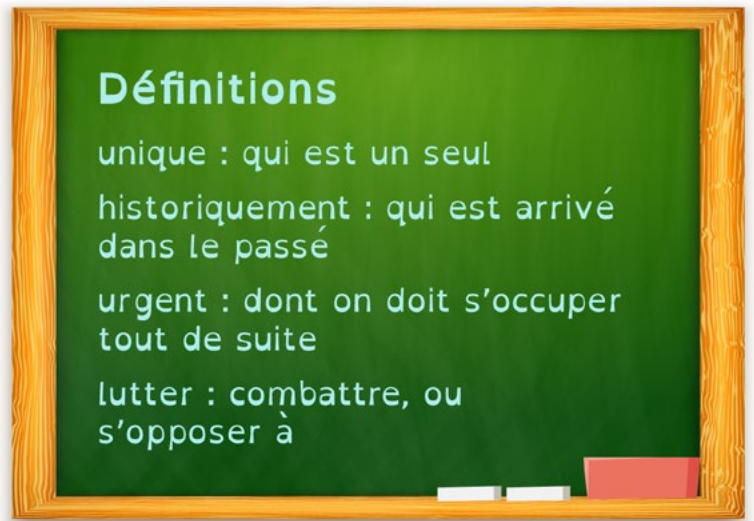 Définitions
unique : qui est un seul
historiquement : qui est arrivé
dans le passé
urgent : dont on doit s'occuper
tout de suite
lutter : combattre, ou
s'opposer à